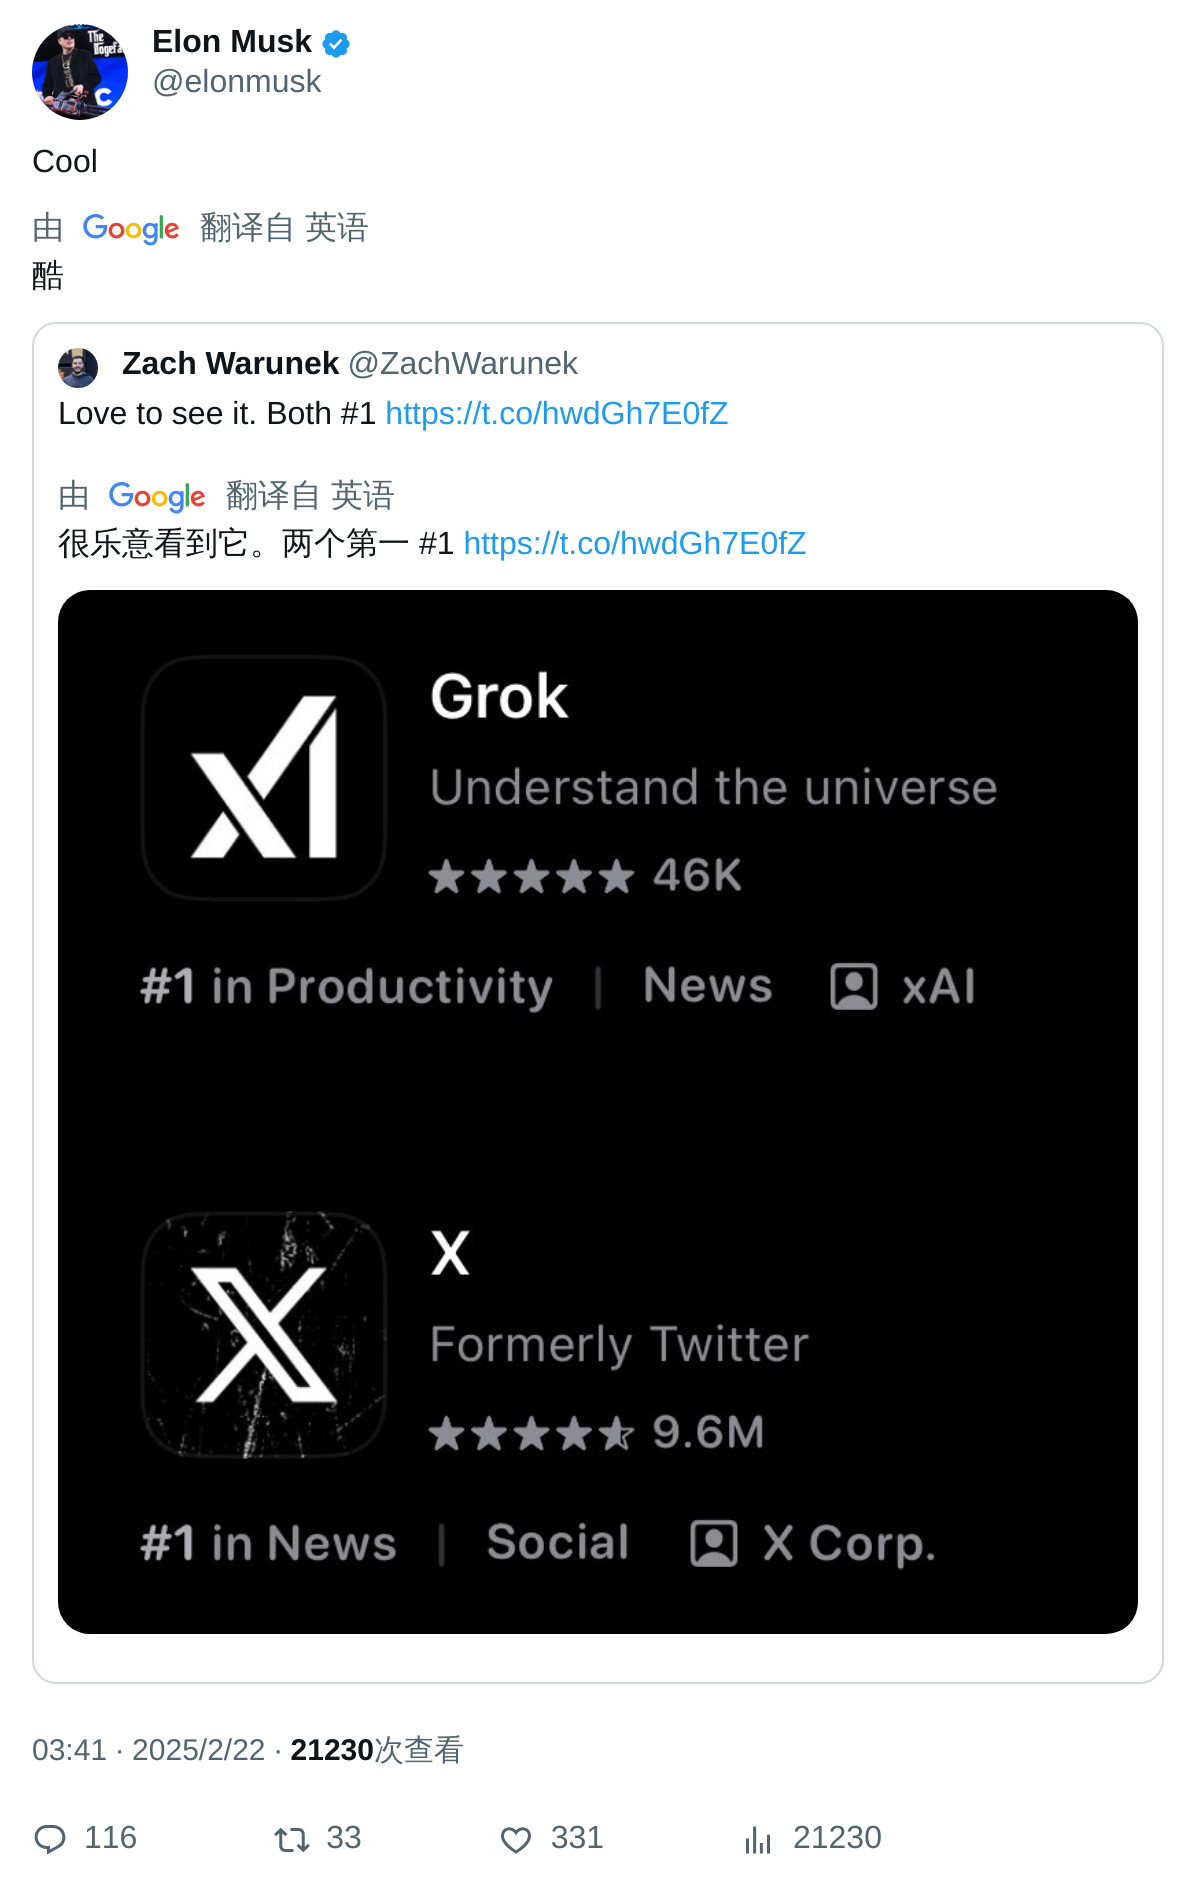 Elon Musk
@elonmusk
Cool
由 Google 翻译自 英语
酷
Zach Warunek @ZachWarunek
Love to see it. Both #1 https://t.co/hwdGh7E0fZ
由 Google 翻译自 英语
很乐意看到它。两个第一 #1 https://t.co/hwdGh7E0fZ
Grok
Understand the universe
★★★★★ 46K
#1 in Productivity | News xAI
X
Formerly Twitter
9.6M
#1 in News | Social X Corp.
03:41 · 2025/2/22 · 21230次查看
116 33 331 21230